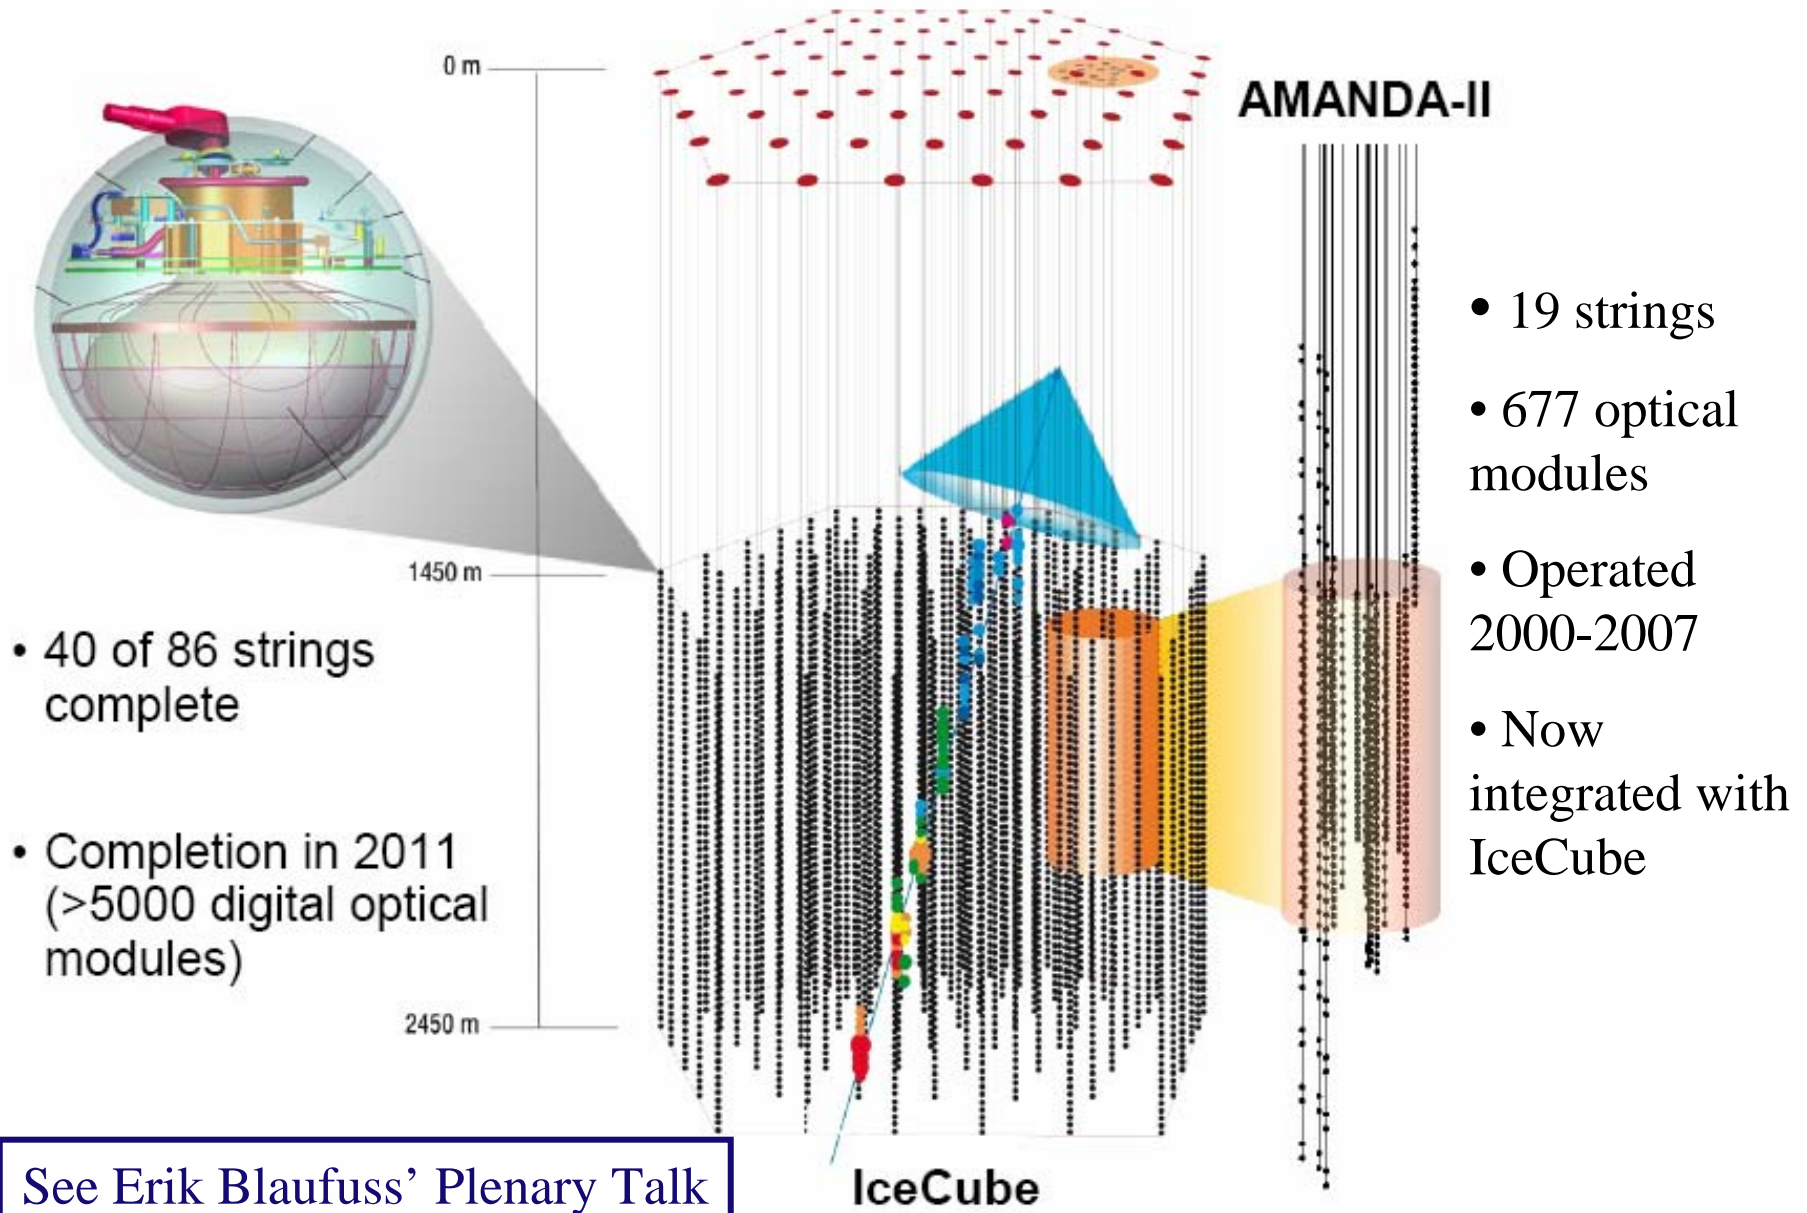 0 m
AMANDA-II
• 19 strings
• 677 optical
modules
1450 m
• Operated
2000-2007
• 40 of 86 strings
complete
• Now
integrated with
IceCube
• Completion in 2011
(>5000 digital optical
modules)
2450 m
See Erik Blaufuss’ Plenary Talk
IceCube